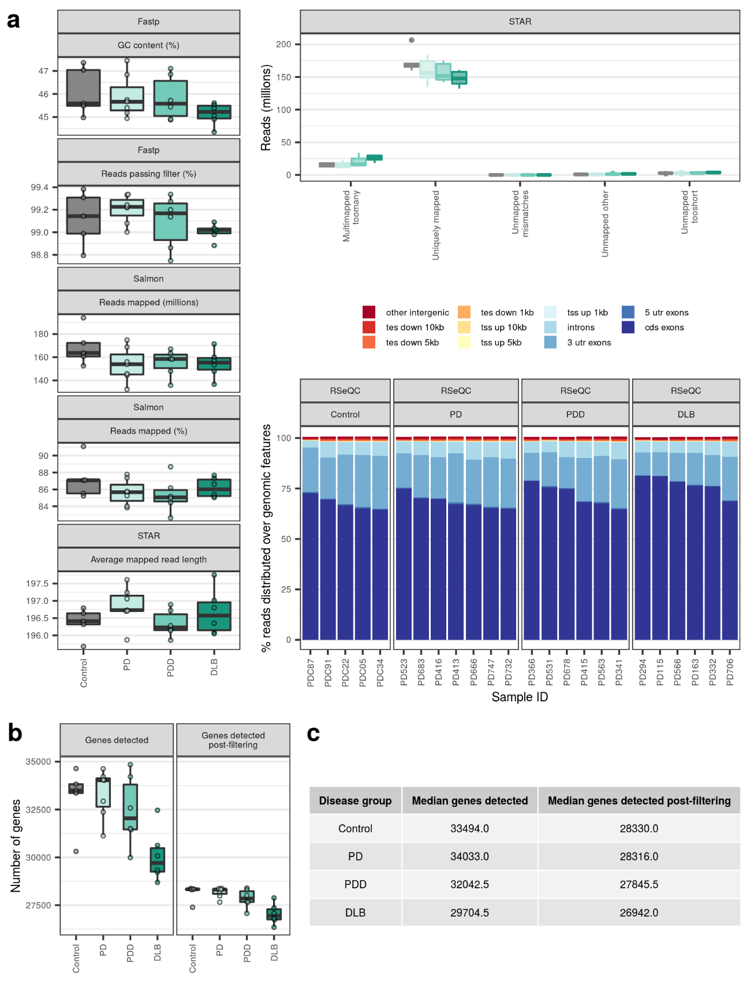 a
Fastp
GC content (%)
47
46
45
Fastp
Reads passing filter (%)
99.4
99.2
99.0
98.8
Salmon
Reads mapped (millions)
180
160
140
Salmon
Reads mapped (%)
90
88
86
84
STAR
Average mapped read length
197.5
197.0
196.5
196.0
Control
PD
PDD
DLB
STAR
Reads (millions)
200
150
100
50
0
Multimapped
toomany
Uniquely mapped
Unmapped
mismatches
Unmapped other
Unmapped
tooshort
other intergenic
tes down 10kb
tes down 5kb
tes down 1kb
tss up 10kb
tss up 5kb
tss up 1kb
introns
3 utr exons
5 utr exons
cds exons
RSeQC
Control
RSeQC
PD
RSeQC
PDD
RSeQC
DLB
% reads distributed over genomic features
100
75
50
25
0
PDC87
PDC91
PDC22
PDC05
PDC34
PD523
PD683
PD416
PD413
PD666
PD747
PD732
PD366
PD531
PD678
PD415
PD563
PD341
PD294
PD115
PD566
PD163
PD332
PD706
Sample ID
b
Genes detected
Genes detected
post-filtering
Number of genes
35000
32500
30000
27500
Control
PD
PDD
DLB
Control
PD
PDD
DLB
c
Disease group Median genes detected Median genes detected post-filtering
Control 33494.0 28330.0
PD 34033.0 28316.0
PDD 32042.5 27845.5
DLB 29704.5 26942.0